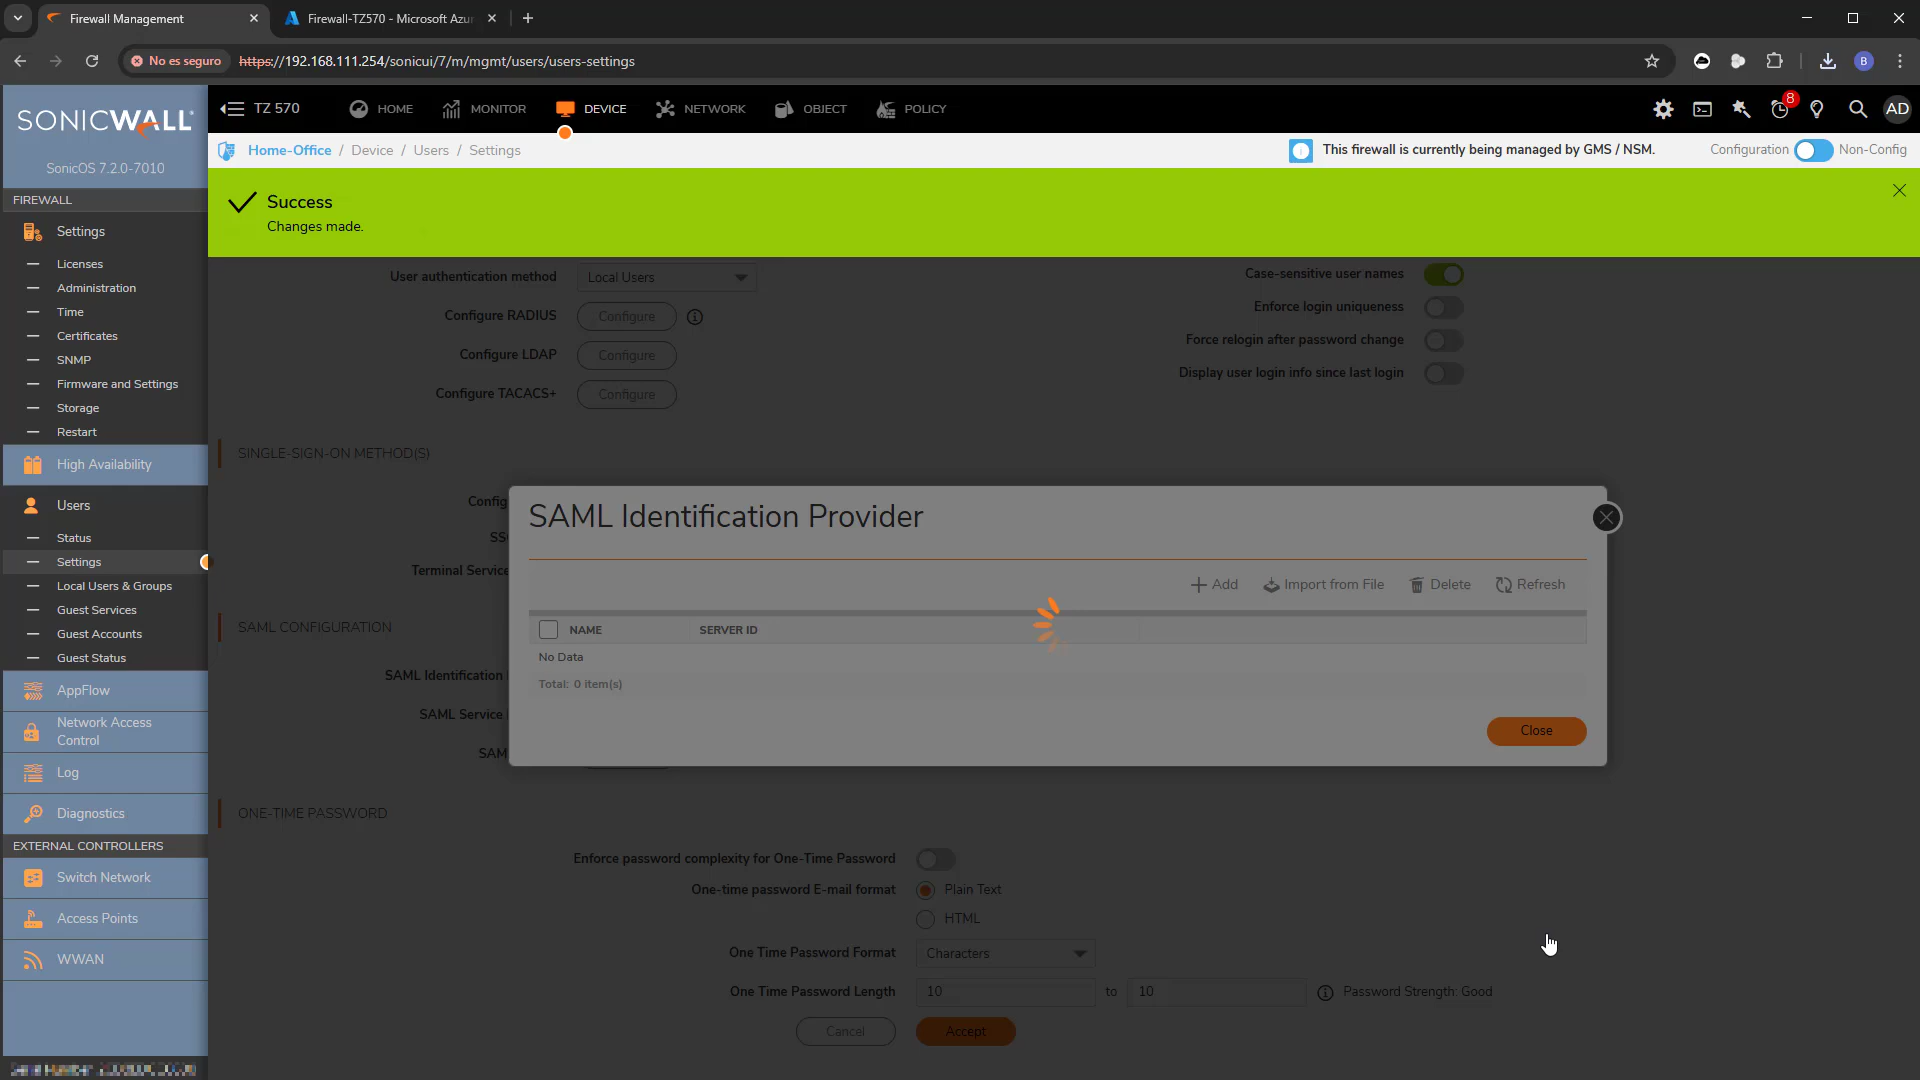 Firewall Management
Firewall-TZ570 - Microsoft Azu
No es seguro
https://192.168.111.254/sonicui/7/m/mgmt/users/users-settings
B
SONICWALL
SonicOS 7.2.0-7010
TZ 570
HOME
MONITOR
DEVICE
NETWORK
OBJECT
POLICY
8
AD
Home-Office / Device / Users / Settings
This firewall is currently being managed by GMS / NSM.
Configuration
Non-Config
Success
Changes made.
FIREWALL
Settings
Licenses
Administration
Time
Certificates
SNMP
Firmware and Settings
Storage
Restart
High Availability
Users
Status
Settings
Local Users & Groups
Guest Services
Guest Accounts
Guest Status
AppFlow
Network Access
Control
Log
Diagnostics
EXTERNAL CONTROLLERS
Switch Network
Access Points
WWAN
User authentication method
Local Users
Configure RADIUS
Configure
Configure LDAP
Configure
Configure TACACS+
Configure
Case-sensitive user names
Enforce login uniqueness
Force relogin after password change
Display user login info since last login
SINGLE-SIGN-ON METHOD(S)
Config
SS
Terminal Service
SAML CONFIGURATION
SAML Identification
SAML Service
SAM
SAML Identification Provider
Add
Import from File
Delete
Refresh
NAME
SERVER ID
No Data
Total: 0 item(s)
Close
ONE-TIME PASSWORD
Enforce password complexity for One-Time Password
One-time password E-mail format
Plain Text
HTML
One Time Password Format
Characters
One Time Password Length
10
to
10
Password Strength: Good
Cancel
Accept